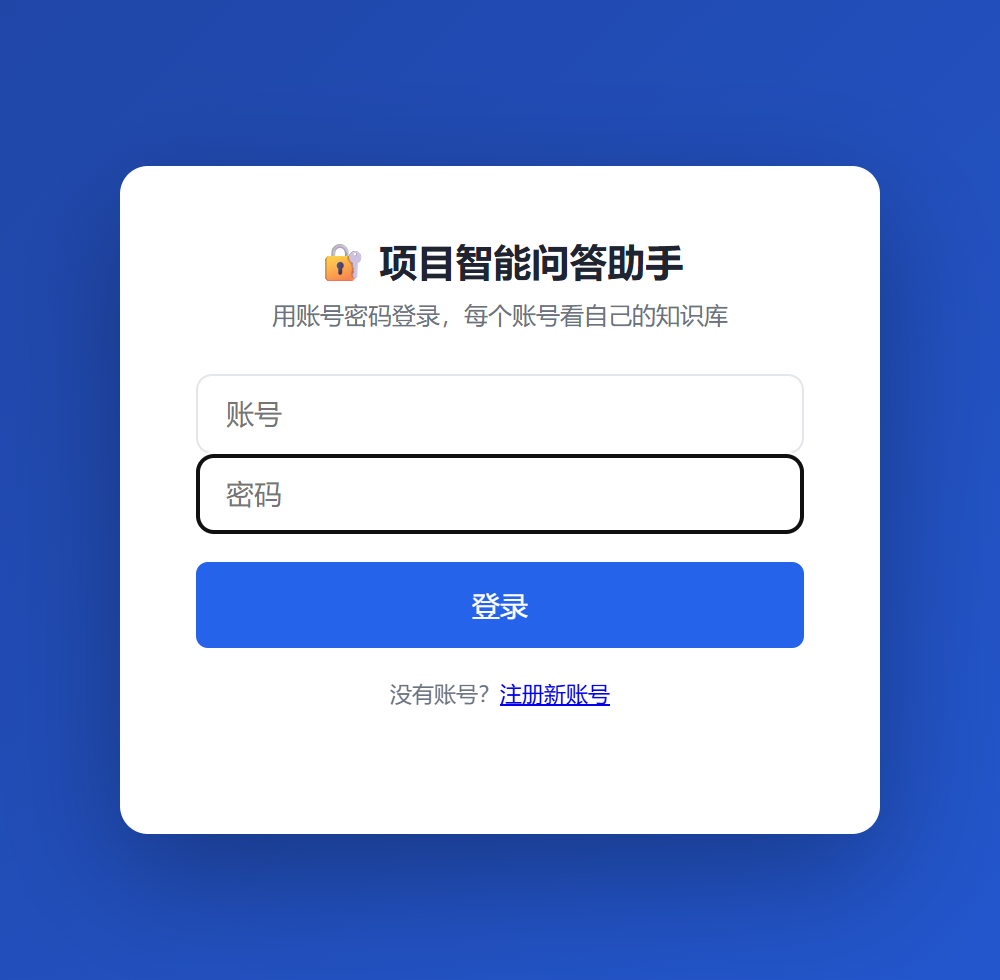 🔐 项目智能问答助手
用账号密码登录，每个账号看自己的知识库
账号
密码
登录
没有账号？注册新账号